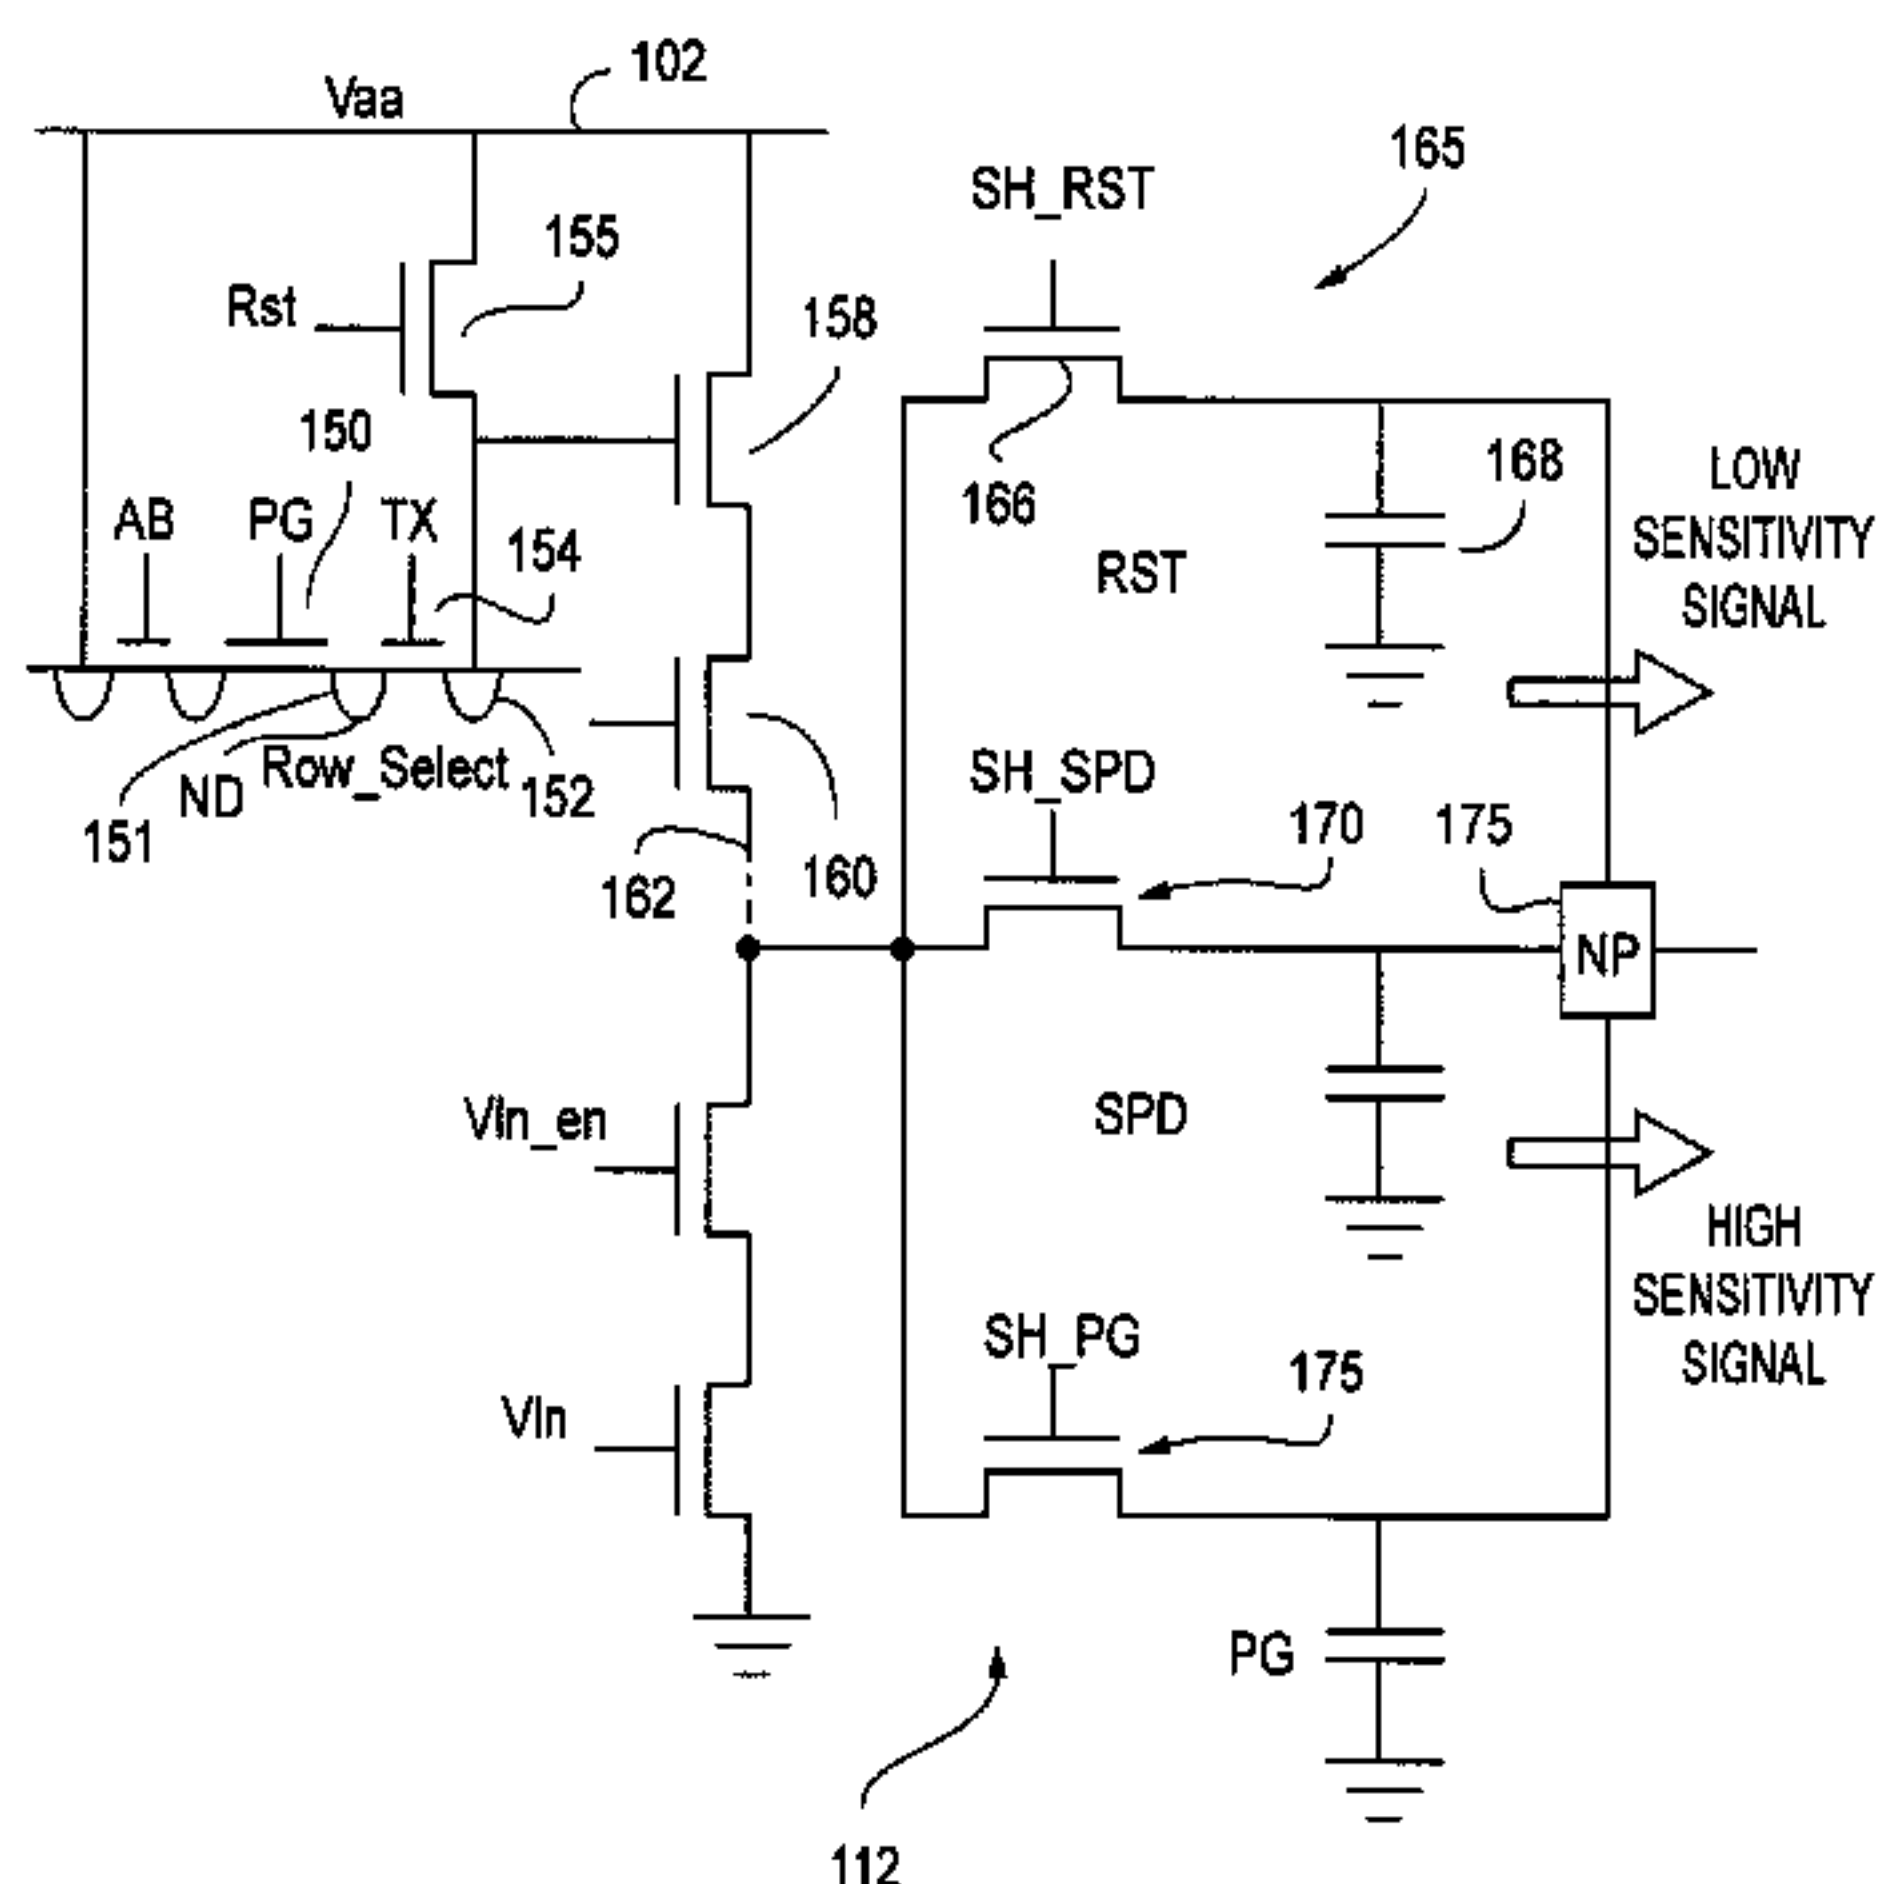 102
Vaa
165
SH_RST
155
Rst
158
150
LOW
SENSITIVITY
SIGNAL
168
AB
PG
TX
154
166
RST
ND
Row_Select
152
151
SH_SPD
170
175
162
160
NP
Vln_en
SPD
HIGH
SENSITIVITY
SIGNAL
SH_PG
175
Vln
PG
112